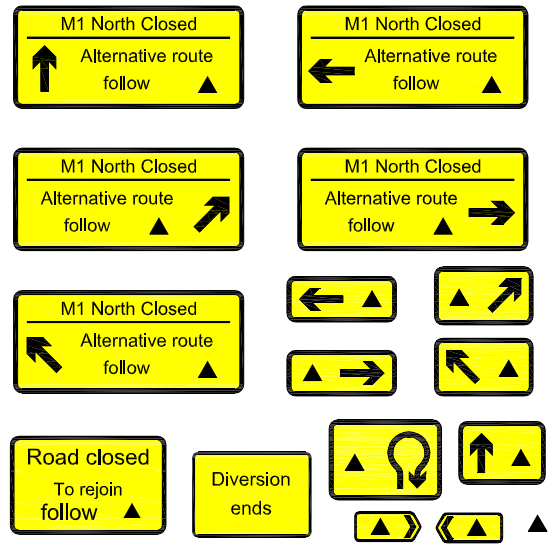 M1 North Closed
Alternative route
follow
M1 North Closed
Alternative route
follow
M1 North Closed
Alternative route
follow
M1 North Closed
Alternative route
follow
M1 North Closed
Alternative route
follow
Road closed
To rejoin
follow
Diversion
ends